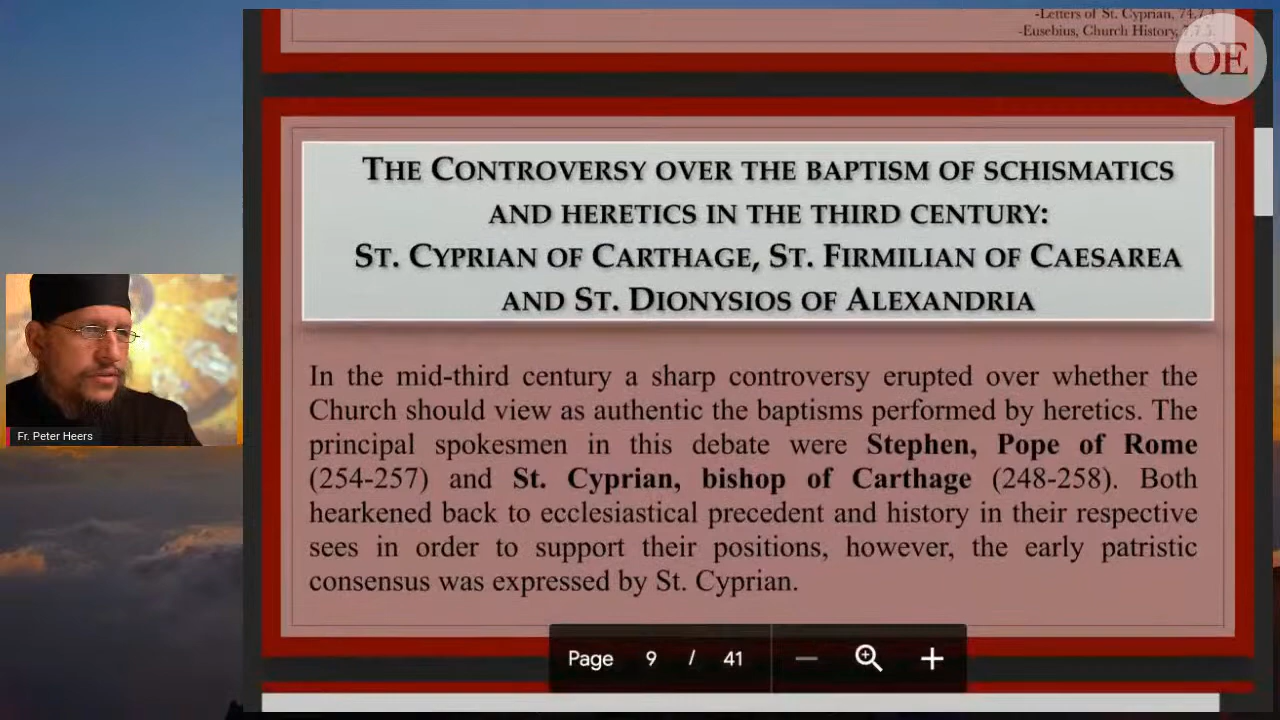 -Letters of St. Cyprian, 74,7,4
-Eusebius, Church History, 7,7,5.
OE
THE CONTROVERSY OVER THE BAPTISM OF SCHISMATICS
AND HERETICS IN THE THIRD CENTURY:
ST. CYPRIAN OF CARTHAGE, ST. FIRMILIAN OF CAESAREA
AND ST. DIONYSIOS OF ALEXANDRIA
In the mid-third century a sharp controversy erupted over whether the
Church should view as authentic the baptisms performed by heretics. The
principal spokesmen in this debate were Stephen, Pope of Rome
(254-257) and St. Cyprian, bishop of Carthage (248-258). Both
hearkened back to ecclesiastical precedent and history in their respective
sees in order to support their positions, however, the early patristic
consensus was expressed by St. Cyprian.
Fr. Peter Heers
Page 9 / 41